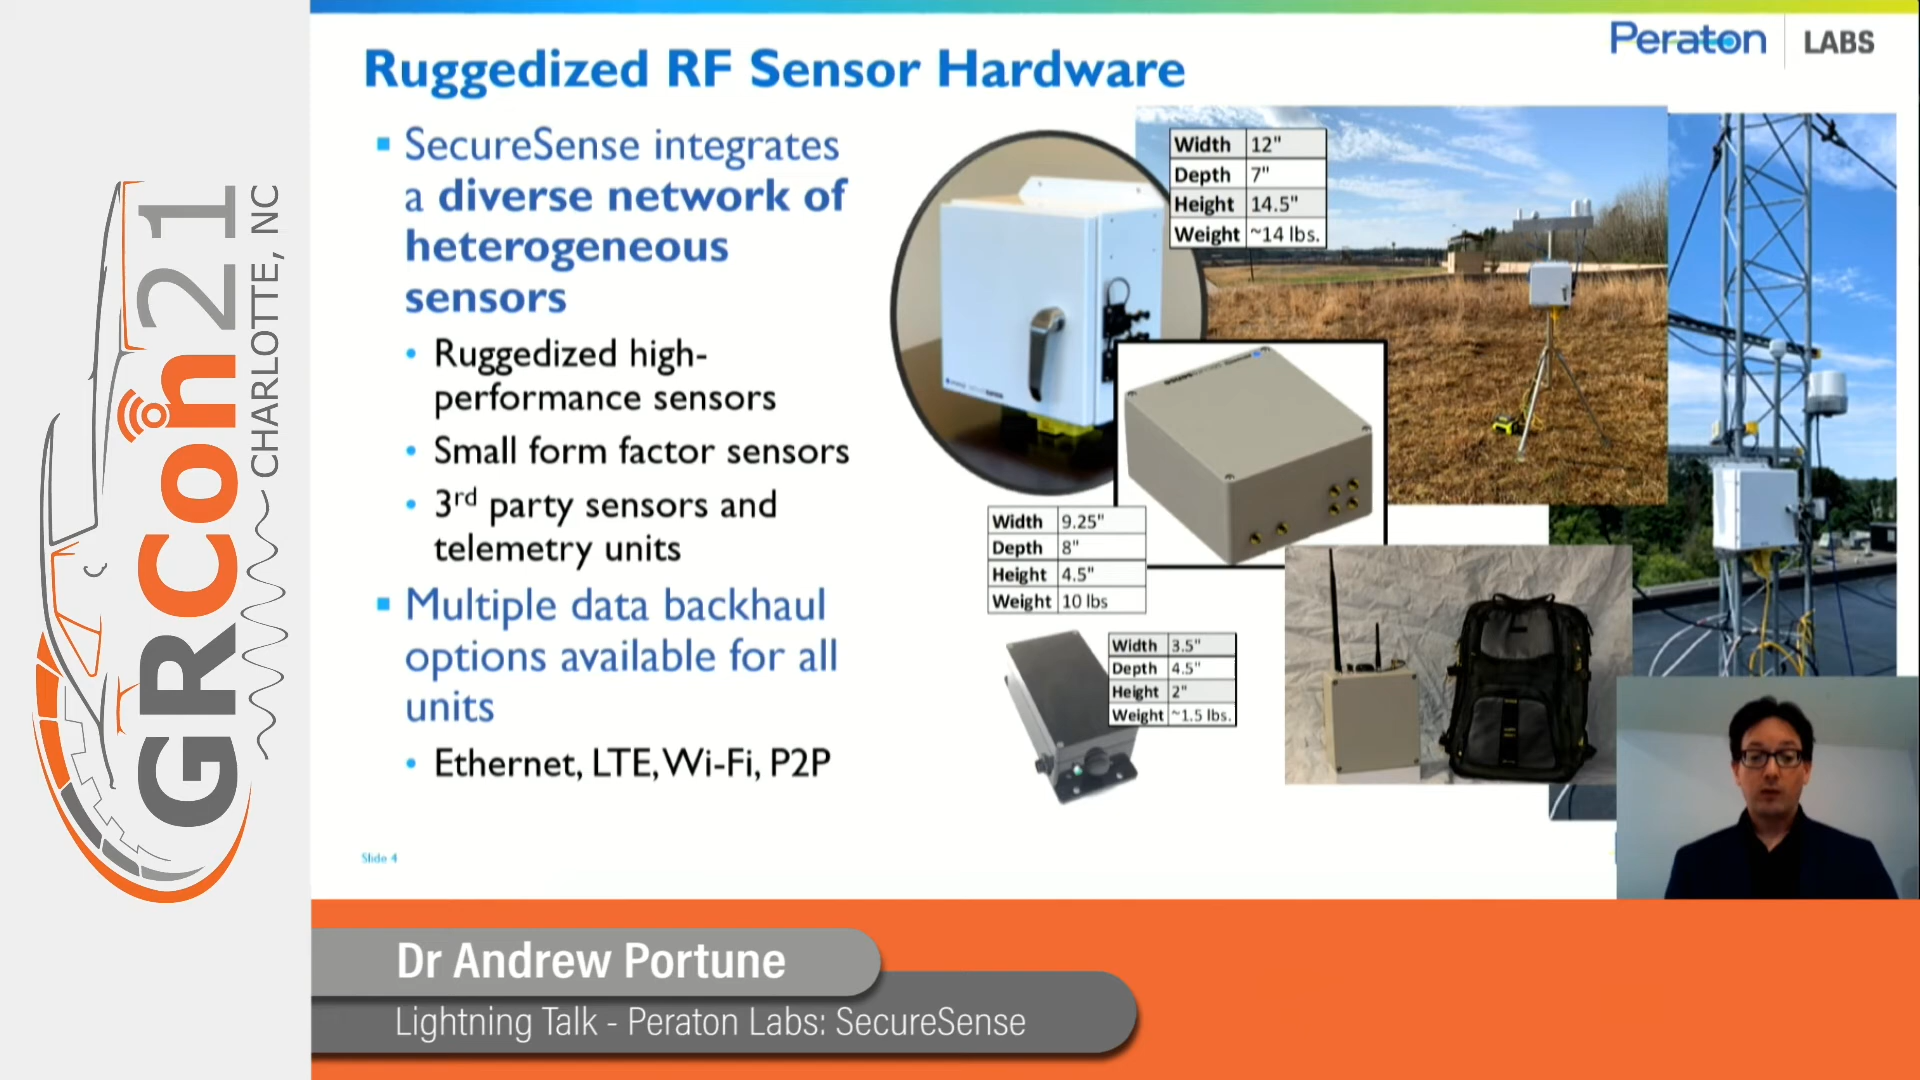 GRCon21
CHARLOTTE, NC
Peraton LABS
Ruggedized RF Sensor Hardware
▪ SecureSense integrates
a diverse network of
heterogeneous
sensors
• Ruggedized high-
performance sensors
• Small form factor sensors
• 3rd party sensors and
telemetry units
▪ Multiple data backhaul
options available for all
units
• Ethernet, LTE, Wi-Fi, P2P
Width 12"
Depth 7"
Height 14.5"
Weight ~14 lbs.
Width 9.25"
Depth 8"
Height 4.5"
Weight 10 lbs
Width 3.5"
Depth 4.5"
Height 2"
Weight ~1.5 lbs.
Slide 4
Dr Andrew Portune
Lightning Talk - Peraton Labs: SecureSense